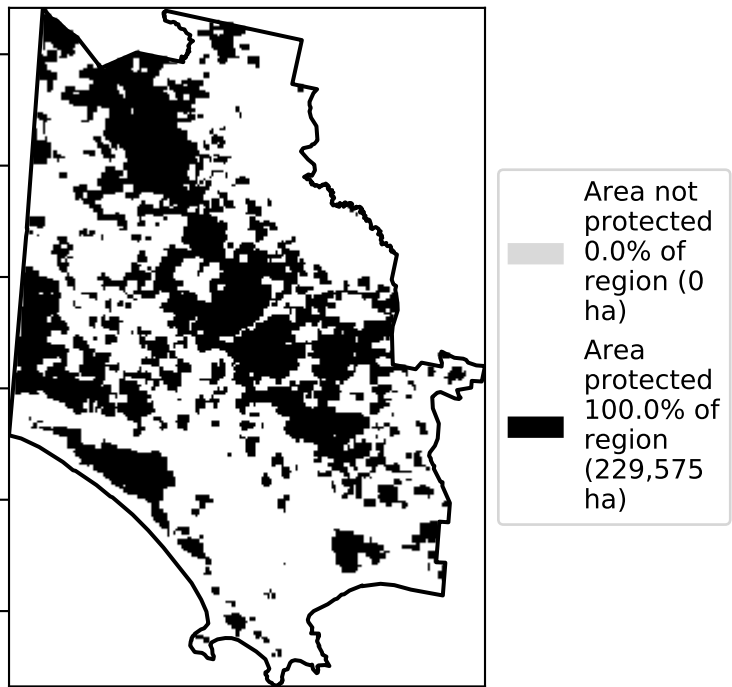 Area not
protected
0.0% of
region (0
ha)
Area
protected
100.0% of
region
(229,575
ha)